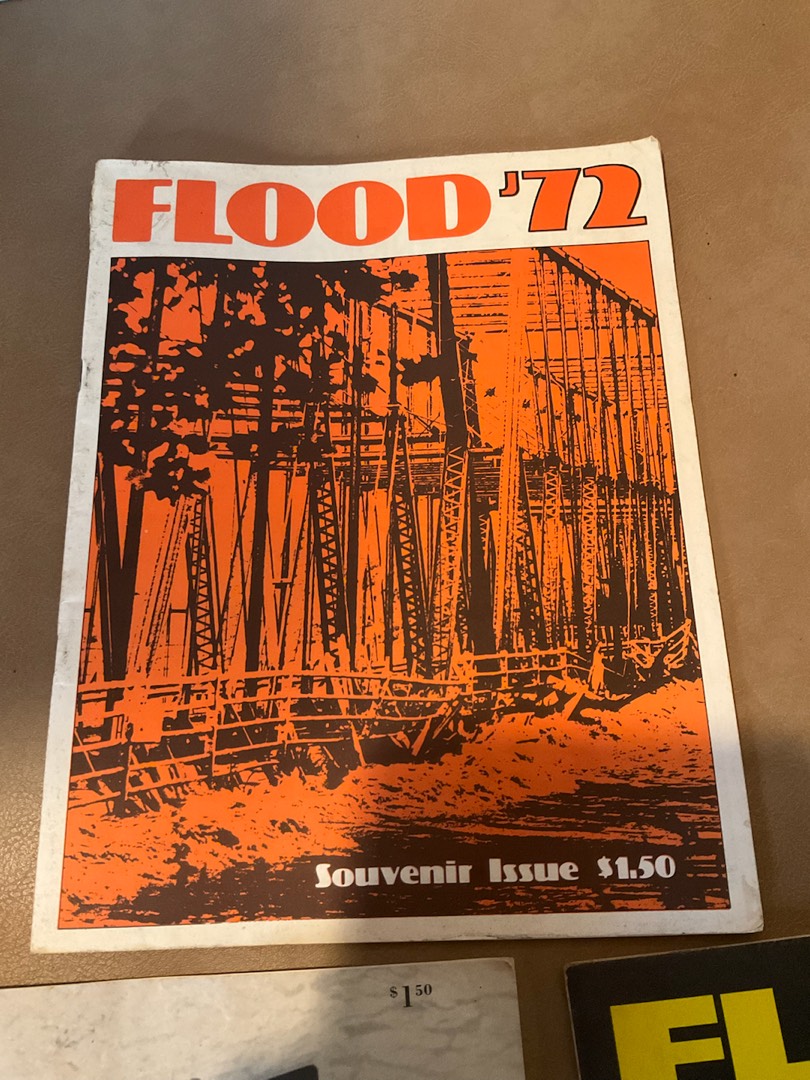 FLOOD '72
Souvenir Issue $1.50
$1.50
FL